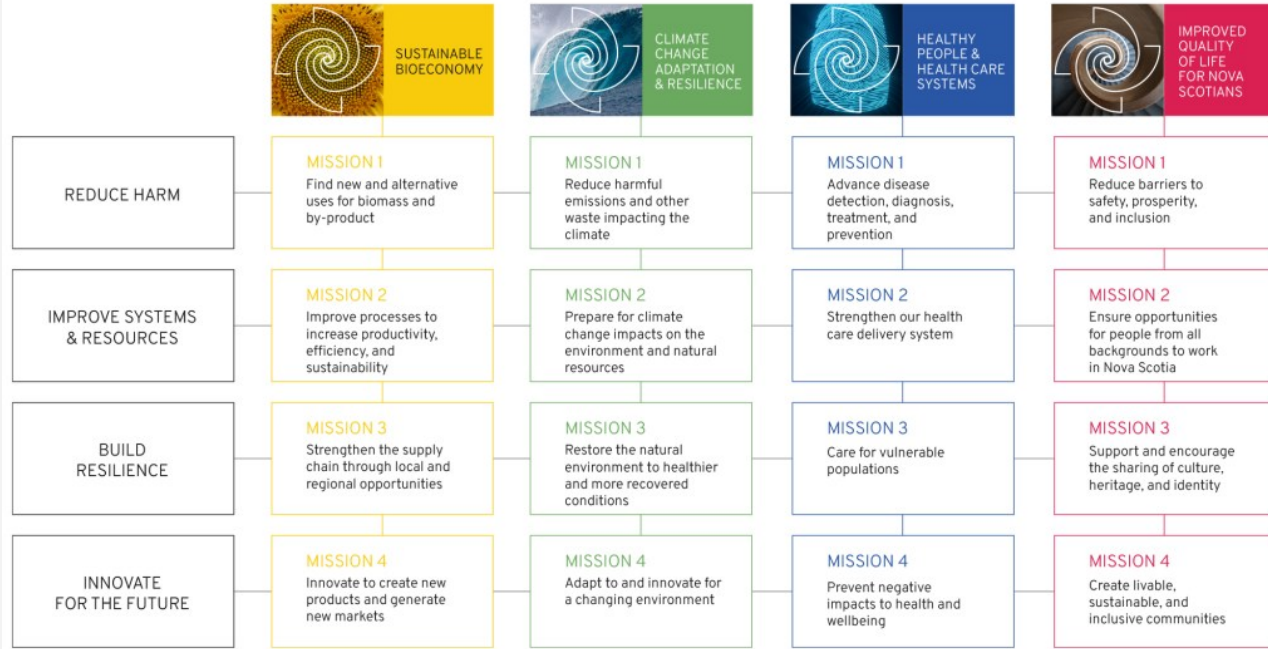 SUSTAINABLE
BIOECONOMY
CLIMATE
CHANGE
ADAPTATION
& RESILIENCE
HEALTHY
PEOPLE &
HEALTH CARE
SYSTEMS
IMPROVED
QUALITY
OF LIFE
FOR NOVA
SCOTIANS
REDUCE HARM
MISSION 1
Find new and alternative
uses for biomass and
by-product
MISSION 1
Reduce harmful
emissions and other
waste impacting the
climate
MISSION 1
Advance disease
detection, diagnosis,
treatment, and
prevention
MISSION 1
Reduce barriers to
safety, prosperity,
and inclusion
IMPROVE SYSTEMS
& RESOURCES
MISSION 2
Improve processes to
increase productivity,
efficiency, and
sustainability
MISSION 2
Prepare for climate
change impacts on the
environment and natural
resources
MISSION 2
Strengthen our health
care delivery system
MISSION 2
Ensure opportunities
for people from all
backgrounds to work
in Nova Scotia
BUILD
RESILIENCE
MISSION 3
Strengthen the supply
chain through local and
regional opportunities
MISSION 3
Restore the natural
environment to healthier
and more recovered
conditions
MISSION 3
Care for vulnerable
populations
MISSION 3
Support and encourage
the sharing of culture,
heritage, and identity
INNOVATE
FOR THE FUTURE
MISSION 4
Innovate to create new
products and generate
new markets
MISSION 4
Adapt to and innovate for
a changing environment
MISSION 4
Prevent negative
impacts to health and
wellbeing
MISSION 4
Create livable,
sustainable, and
inclusive communities